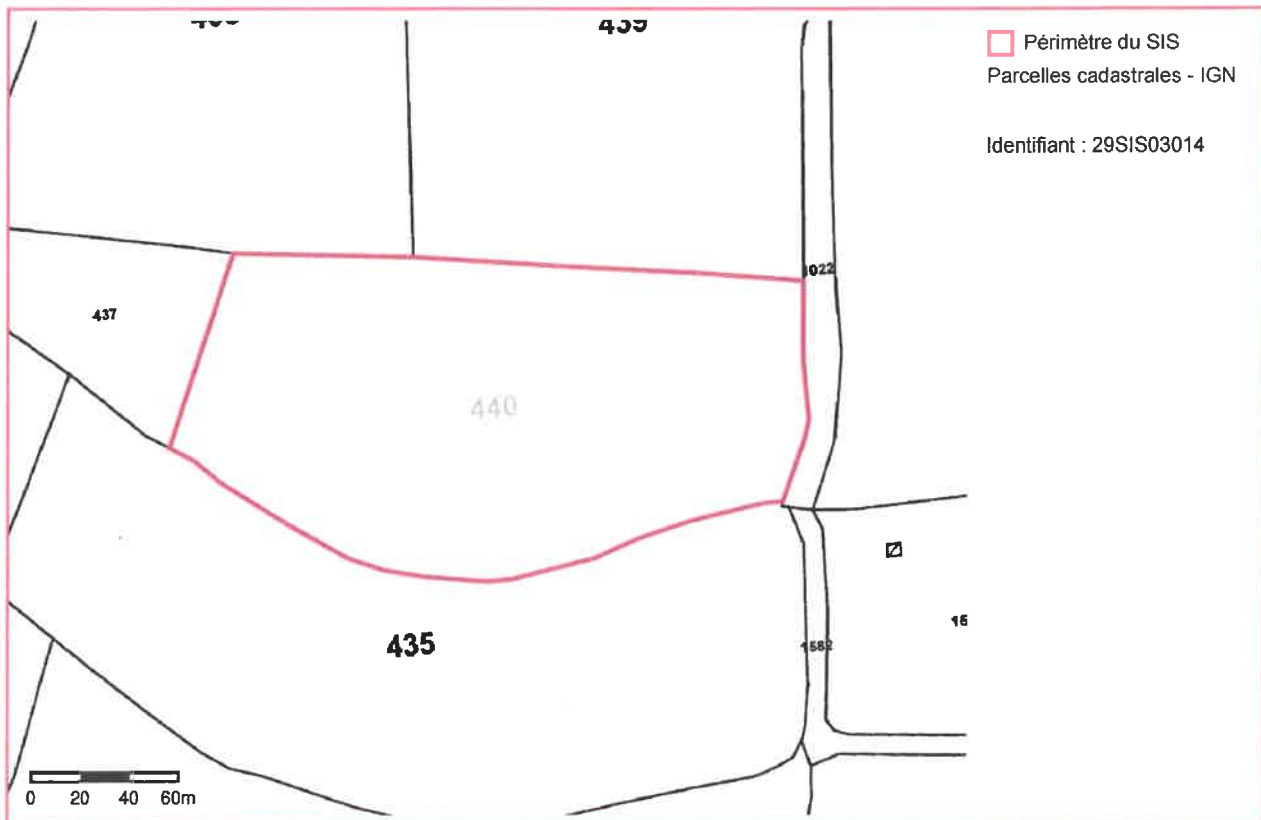 439
Périmètre du SIS
Parcelles cadastrales - IGN
Identifiant : 29SIS03014
1022
437
440
435
1582
0 20 40 60m